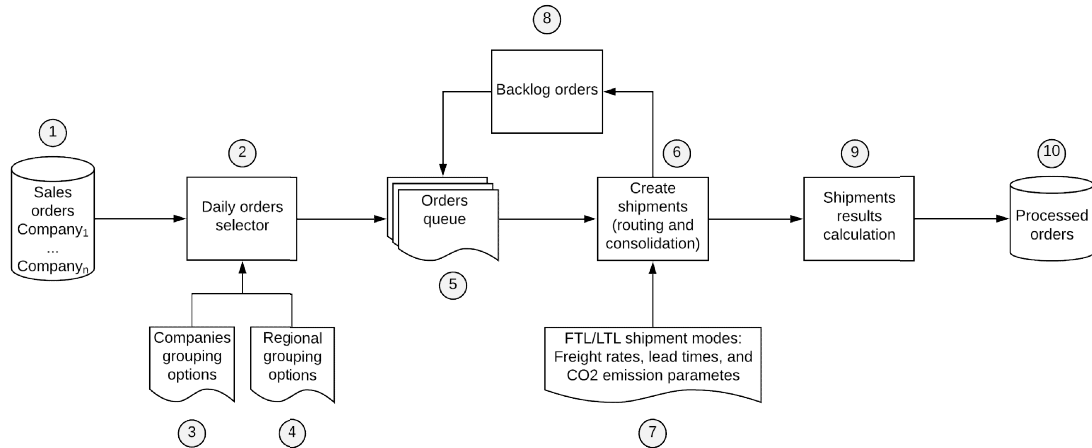 8
Backlog orders
1
Sales
orders
Company1
...
Companyn
2
Daily orders
selector
Orders
queue
5
6
Create
shipments
(routing and
consolidation)
9
Shipments
results
calculation
10
Processed
orders
Companies
grouping
options
3
Regional
grouping
options
4
FTL/LTL shipment modes:
Freight rates, lead times, and
CO2 emission parametes
7